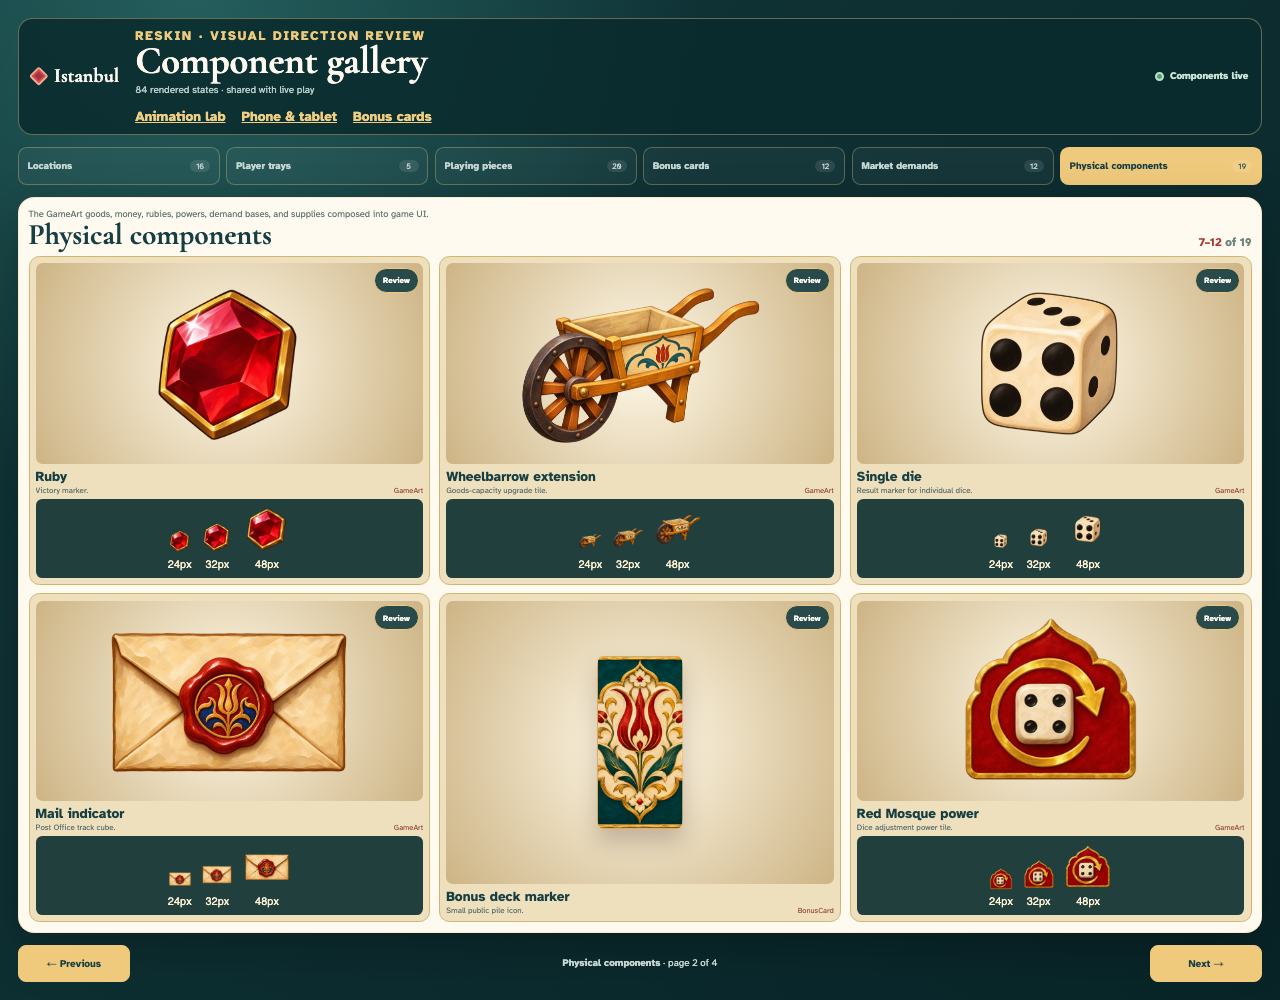 Istanbul
RESKIN · VISUAL DIRECTION REVIEW
Component gallery
84 rendered states · shared with live play
Animation lab Phone & tablet Bonus cards
Components live
Locations 16
Player trays 5
Playing pieces 20
Bonus cards 12
Market demands 12
Physical components 19
The GameArt goods, money, rubies, powers, demand bases, and supplies composed into game UI.
Physical components
7–12 of 19
Review
Ruby
Victory marker. GameArt
24px 32px 48px
Review
Wheelbarrow extension
Goods-capacity upgrade tile. GameArt
24px 32px 48px
Review
Single die
Result marker for individual dice. GameArt
24px 32px 48px
Review
Mail indicator
Post Office track cube. GameArt
24px 32px 48px
Review
Bonus deck marker
Small public pile icon. BonusCard
Review
Red Mosque power
Dice adjustment power tile. GameArt
24px 32px 48px
← Previous
Physical components · page 2 of 4
Next →